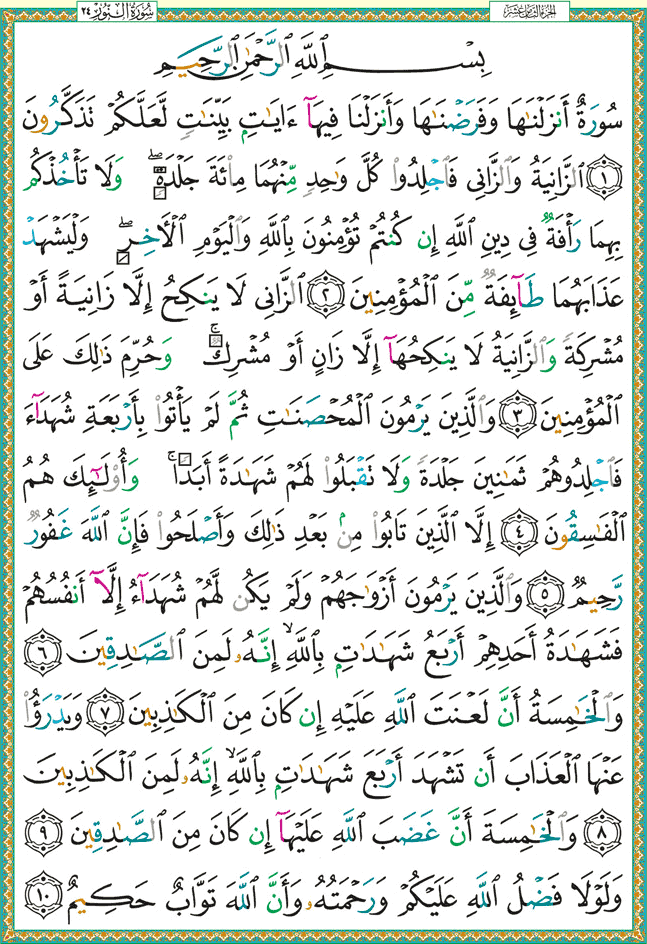 سُورَةُ النُّور ٢٤
الجزء الثامن عشر
بِسْمِ ٱللَّهِ ٱلرَّحْمَٰنِ ٱلرَّحِيمِ
سُورَةٌ أَنزَلْنَٰهَا وَفَرَضْنَٰهَا وَأَنزَلْنَا فِيهَآ ءَايَٰتٍۭ بَيِّنَٰتٍ لَّعَلَّكُمْ تَذَكَّرُونَ
١ ٱلزَّانِيَةُ وَٱلزَّانِى فَٱجْلِدُوا۟ كُلَّ وَٰحِدٍ مِّنْهُمَا مِا۟ئَةَ جَلْدَةٍ ۖ وَلَا تَأْخُذْكُم
بِهِمَا رَأْفَةٌ فِى دِينِ ٱللَّهِ إِن كُنتُمْ تُؤْمِنُونَ بِٱللَّهِ وَٱلْيَوْمِ ٱلْـَٔاخِرِ ۖ وَلْيَشْهَدْ
عَذَابَهُمَا طَآئِفَةٌ مِّنَ ٱلْمُؤْمِنِينَ ٢ ٱلزَّانِى لَا يَنكِحُ إِلَّا زَانِيَةً أَوْ
مُشْرِكَةً وَٱلزَّانِيَةُ لَا يَنكِحُهَآ إِلَّا زَانٍ أَوْ مُشْرِكٌ ۚ وَحُرِّمَ ذَٰلِكَ عَلَى
ٱلْمُؤْمِنِينَ ٣ وَٱلَّذِينَ يَرْمُونَ ٱلْمُحْصَنَٰتِ ثُمَّ لَمْ يَأْتُوا۟ بِأَرْبَعَةِ شُهَدَآءَ
فَٱجْلِدُوهُمْ ثَمَٰنِينَ جَلْدَةً وَلَا تَقْبَلُوا۟ لَهُمْ شَهَٰدَةً أَبَدًا ۚ وَأُو۟لَٰٓئِكَ هُمُ
ٱلْفَٰسِقُونَ ٤ إِلَّا ٱلَّذِينَ تَابُوا۟ مِنۢ بَعْدِ ذَٰلِكَ وَأَصْلَحُوا۟ فَإِنَّ ٱللَّهَ غَفُورٌ
رَّحِيمٌ ٥ وَٱلَّذِينَ يَرْمُونَ أَزْوَٰجَهُمْ وَلَمْ يَكُن لَّهُمْ شُهَدَآءُ إِلَّآ أَنفُسُهُمْ
فَشَهَٰدَةُ أَحَدِهِمْ أَرْبَعُ شَهَٰدَٰتٍۭ بِٱللَّهِ ۙ إِنَّهُۥ لَمِنَ ٱلصَّٰدِقِينَ ٦
وَٱلْخَٰمِسَةُ أَنَّ لَعْنَتَ ٱللَّهِ عَلَيْهِ إِن كَانَ مِنَ ٱلْكَٰذِبِينَ ٧ وَيَدْرَؤُا۟
عَنْهَا ٱلْعَذَابَ أَن تَشْهَدَ أَرْبَعَ شَهَٰدَٰتٍۭ بِٱللَّهِ ۙ إِنَّهُۥ لَمِنَ ٱلْكَٰذِبِينَ
٨ وَٱلْخَٰمِسَةَ أَنَّ غَضَبَ ٱللَّهِ عَلَيْهَآ إِن كَانَ مِنَ ٱلصَّٰدِقِينَ ٩
وَلَوْلَا فَضْلُ ٱللَّهِ عَلَيْكُمْ وَرَحْمَتُهُۥ وَأَنَّ ٱللَّهَ تَوَّابٌ حَكِيمٌ ١٠